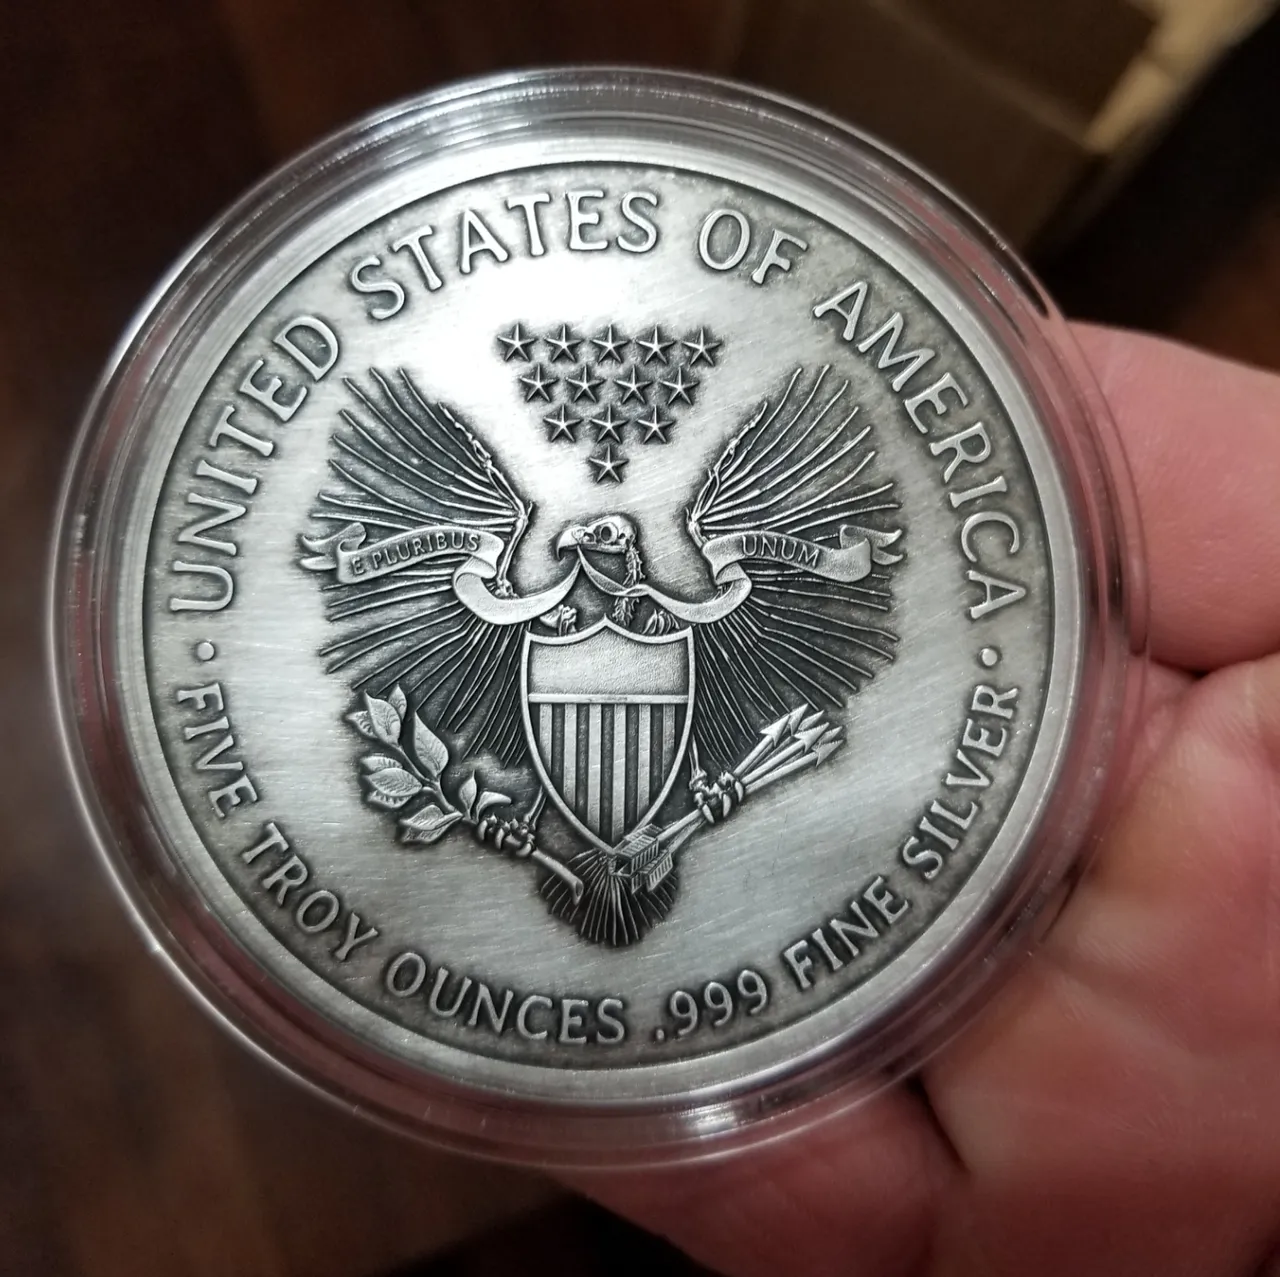 UNITED STATES OF AMERICA
E PLURIBUS UNUM
• FIVE TROY OUNCES .999 FINE SILVER •